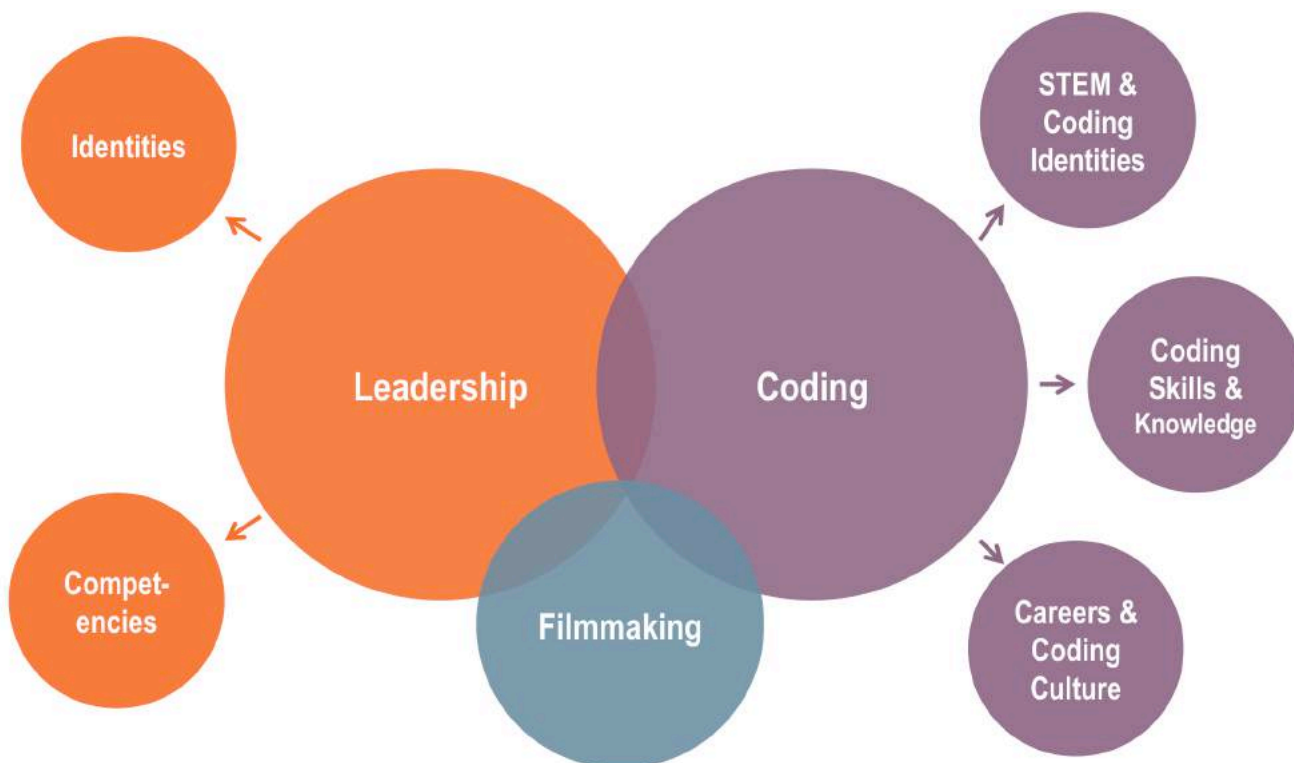 Identities
Leadership
Compet-
encies
Filmmaking
Coding
STEM &
Coding
Identities
Coding
Skills &
Knowledge
Careers &
Coding
Culture